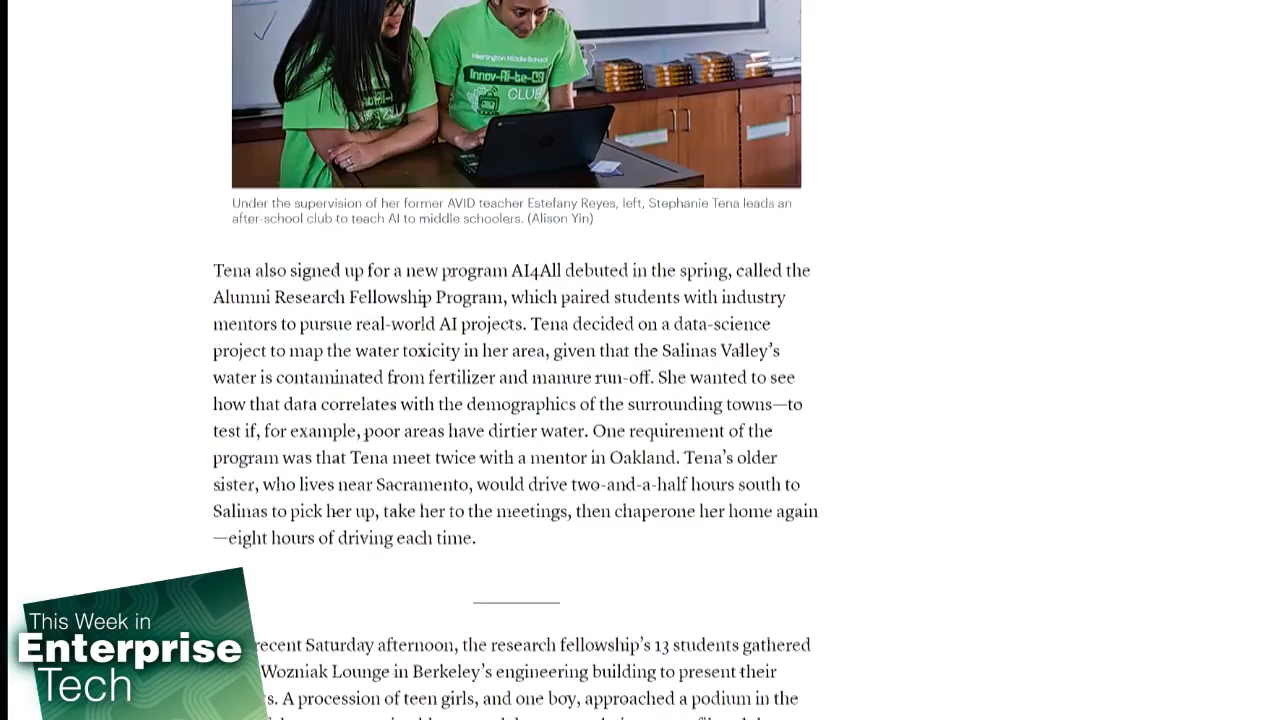 Washington Middle School
Innov-AI-te-CS
CLUB
Under the supervision of her former AVID teacher Estefany Reyes, left, Stephanie Tena leads an
after-school club to teach AI to middle schoolers. (Alison Yin)
Tena also signed up for a new program AI4All debuted in the spring, called the
Alumni Research Fellowship Program, which paired students with industry
mentors to pursue real-world AI projects. Tena decided on a data-science
project to map the water toxicity in her area, given that the Salinas Valley's
water is contaminated from fertilizer and manure run-off. She wanted to see
how that data correlates with the demographics of the surrounding towns—to
test if, for example, poor areas have dirtier water. One requirement of the
program was that Tena meet twice with a mentor in Oakland. Tena's older
sister, who lives near Sacramento, would drive two-and-a-half hours south to
Salinas to pick her up, take her to the meetings, then chaperone her home again
—eight hours of driving each time.
recent Saturday afternoon, the research fellowship's 13 students gathered
Wozniak Lounge in Berkeley's engineering building to present their
s. A procession of teen girls, and one boy, approached a podium in the
This Week in
Enterprise
Tech